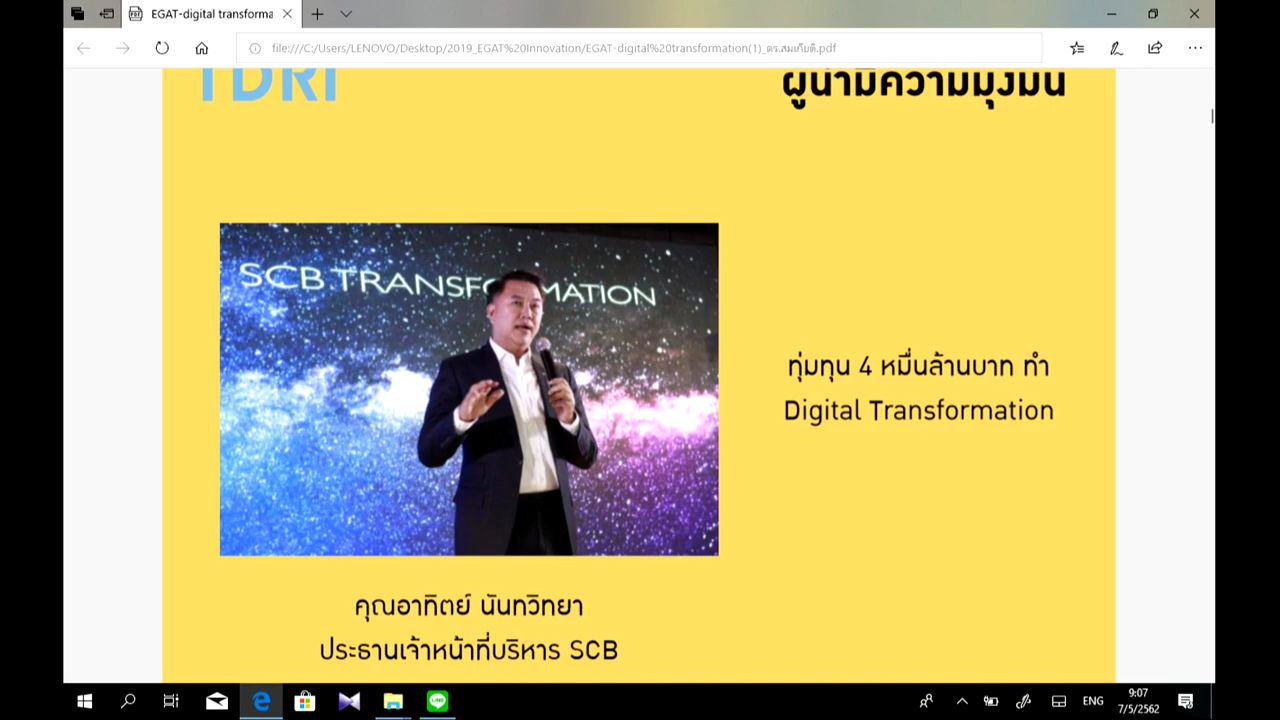 EGAT-digital transforma
file:///C:/Users/LENOVO/Desktop/2019_EGAT%20Innovation/EGAT-digital%20transformation(1)_ดร.สมเกียติ.pdf
TDRI
ผู้นำมีความมุ่งมั่น
SCB TRANSF MATION
ทุ่มทุน 4 หมื่นล้านบาท ทำ
Digital Transformation
คุณอาทิตย์ นันทวิทยา
ประธานเจ้าหน้าที่บริหาร SCB
ENG
9:07
7/5/2562